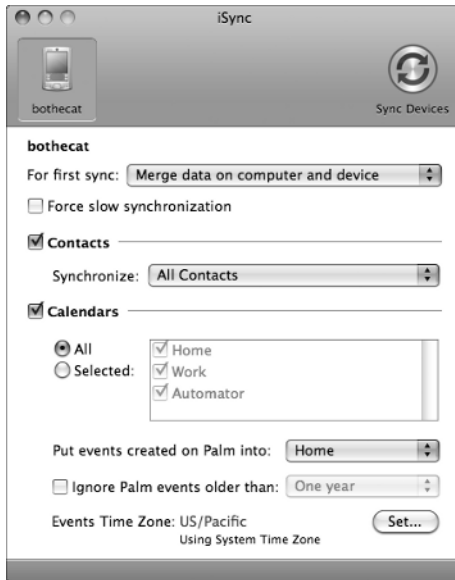 iSync
bothecat
Sync Devices
bothecat
For first sync: Merge data on computer and device
Force slow synchronization
Contacts
Synchronize: All Contacts
Calendars
All
Selected:
Home
Work
Automator
Put events created on Palm into: Home
Ignore Palm events older than: One year
Events Time Zone: US/Pacific Set...
Using System Time Zone